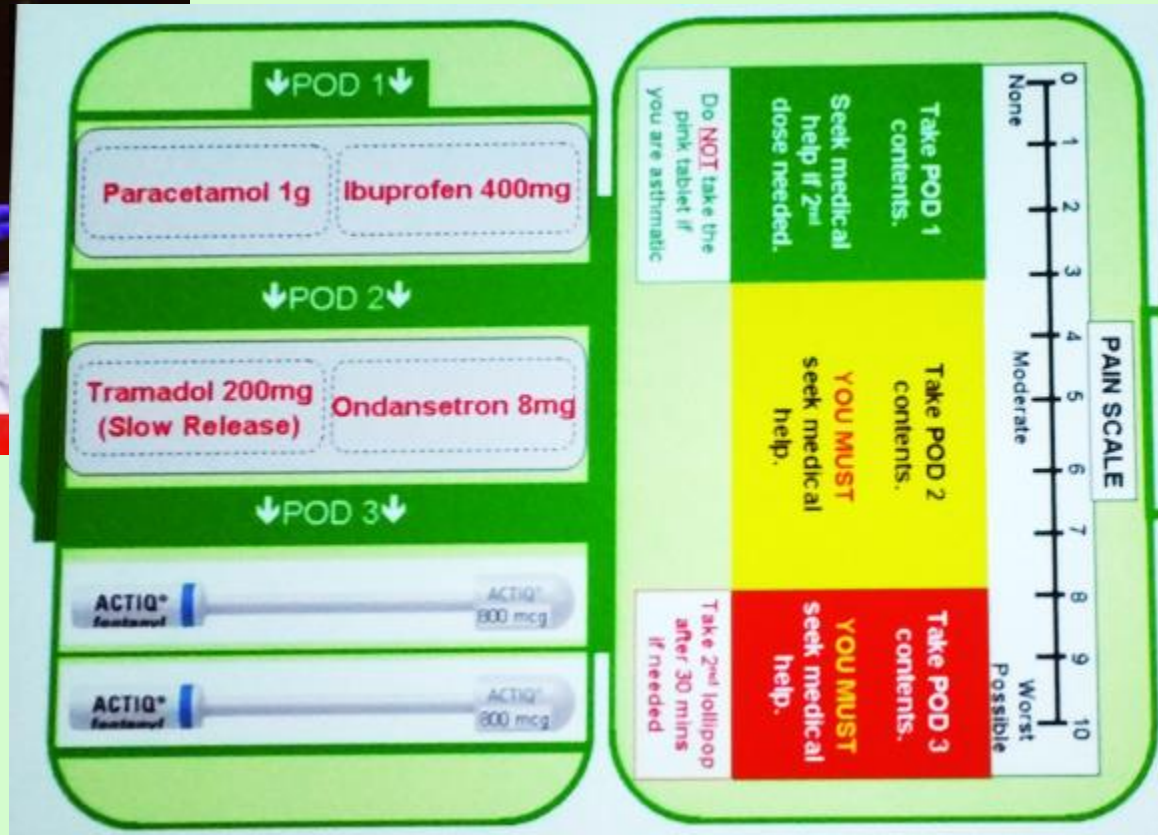 ↓POD 1↓
Paracetamol 1g
Ibuprofen 400mg
↓POD 2↓
Tramadol 200mg
(Slow Release)
Ondansetron 8mg
↓POD 3↓
ACTIQ®
fentanyl
ACTIQ®
800 mcg
ACTIQ®
fentanyl
ACTIQ®
800 mcg
PAIN SCALE
0 1 2 3 4 5 6 7 8 9 10
None
Moderate
Worst
Possible
Take POD 1
contents.
Seek medical
help if 2nd
dose needed.
Do NOT take the
pink tablet if
you are asthmatic
Take POD 2
contents.
YOU MUST
seek medical
help.
Take POD 3
contents.
YOU MUST
seek medical
help.
Take 2nd lollipop
after 30 mins
if needed